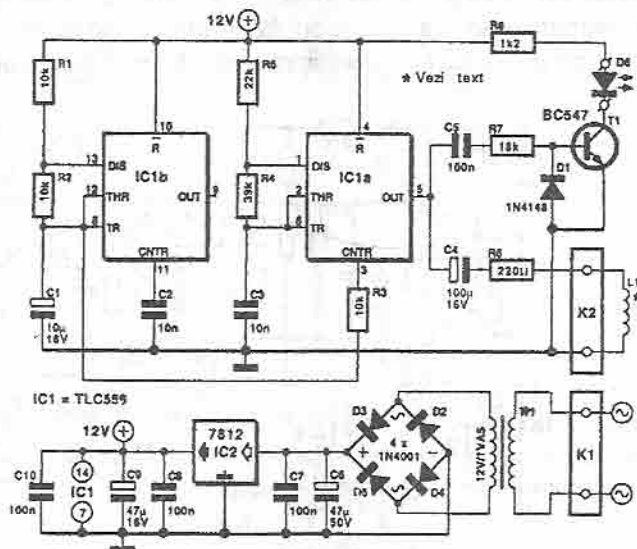 12V
R1
10k
R5
22k
R8
1k2
* Vezi text
D6
10
4
R
R
BC547
T1
C5
100n
R7
18k
13
DIS
R2
10k
12
THR
IC1b
OUT
9
8
TR
CNTR
11
1
DIS
R4
39k
2
THR
IC1a
OUT
5
6
TR
CNTR
3
D1
1N4148
C4
100µ
16V
R6
220Ω
L1
K2
C1
10µ
16V
C2
10n
C3
10n
R3
10k
IC1 = TLC556
12V
7812
IC2
D3
D2
4 x
1N4001
D5
D4
12V/1VA5
Tr1
K1
C10
100n
14
IC1
7
C9
47µ
16V
C8
100n
C7
100n
C6
47µ
50V